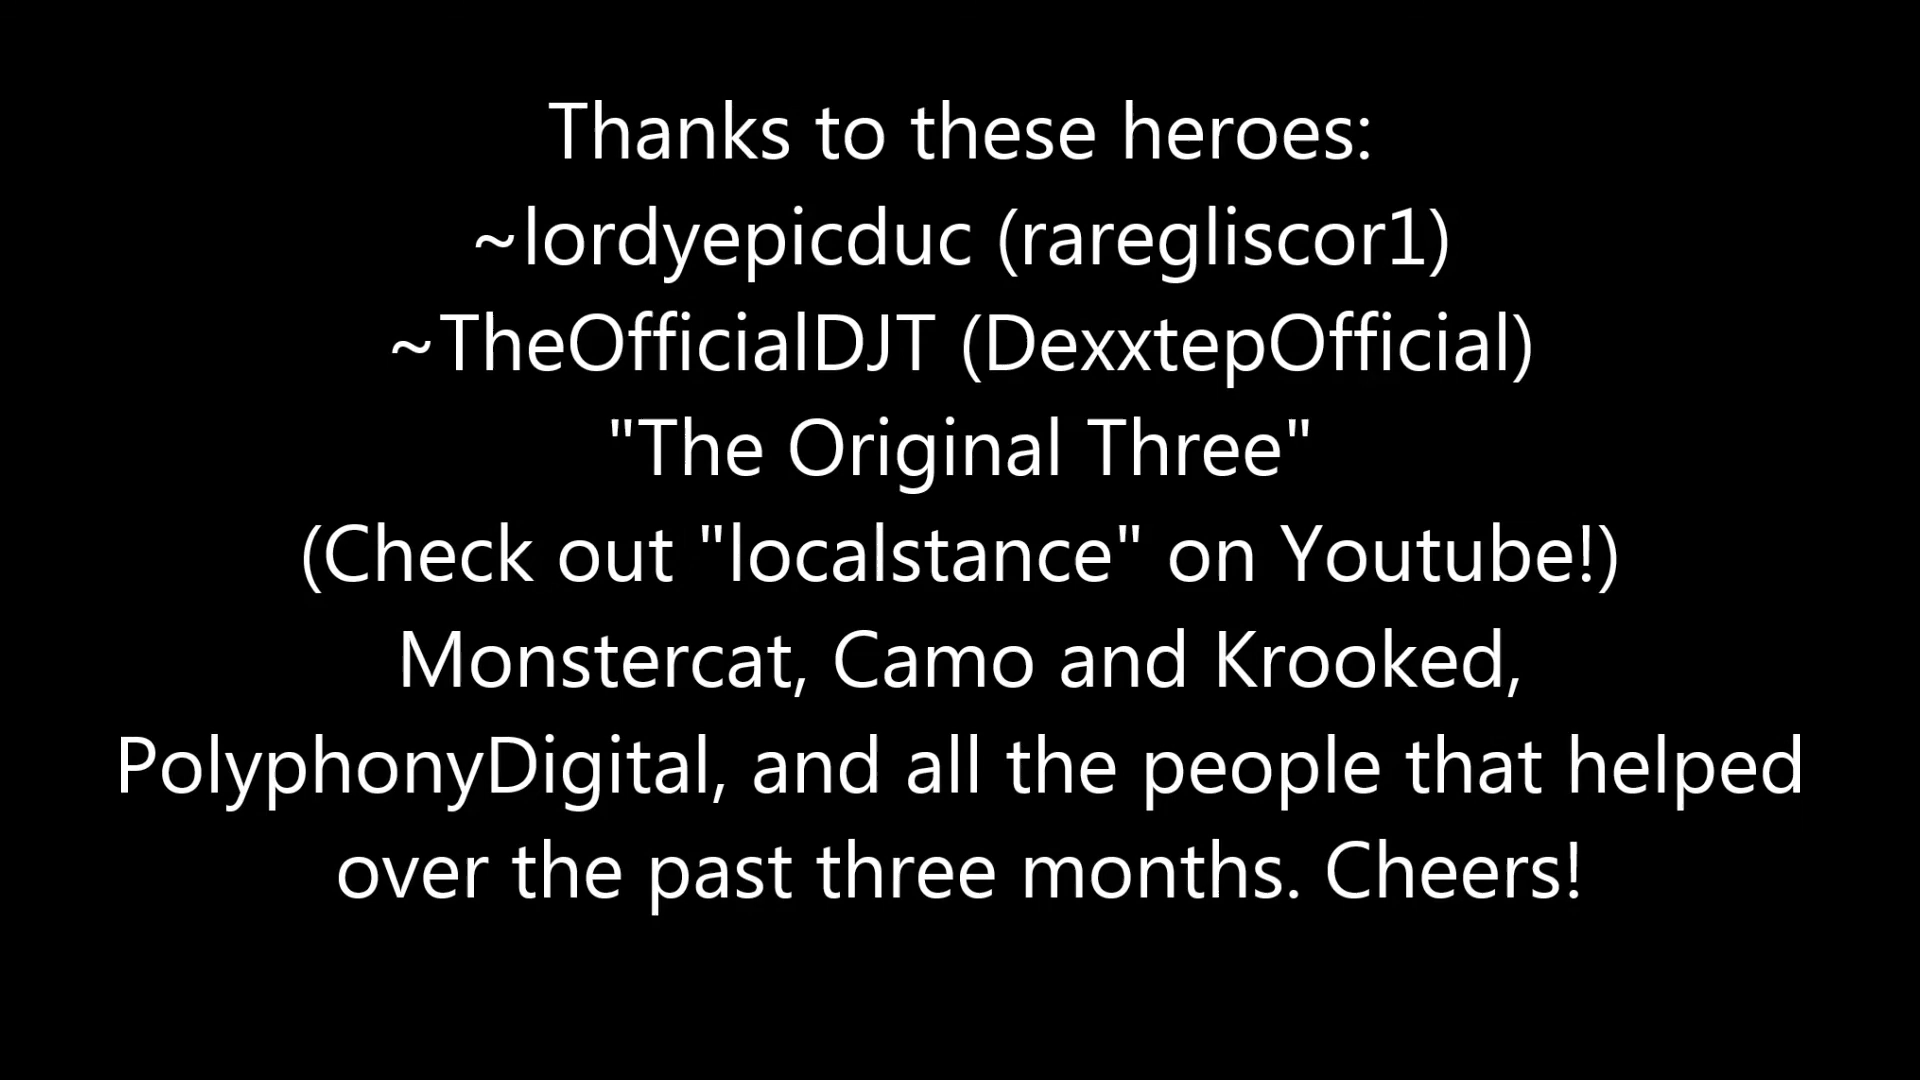 Thanks to these heroes:
~lordyepicduc (raregliscor1)
~TheOfficialDJT (DexxtepOfficial)
"The Original Three"
(Check out "localstance" on Youtube!)
Monstercat, Camo and Krooked,
PolyphonyDigital, and all the people that helped
over the past three months. Cheers!